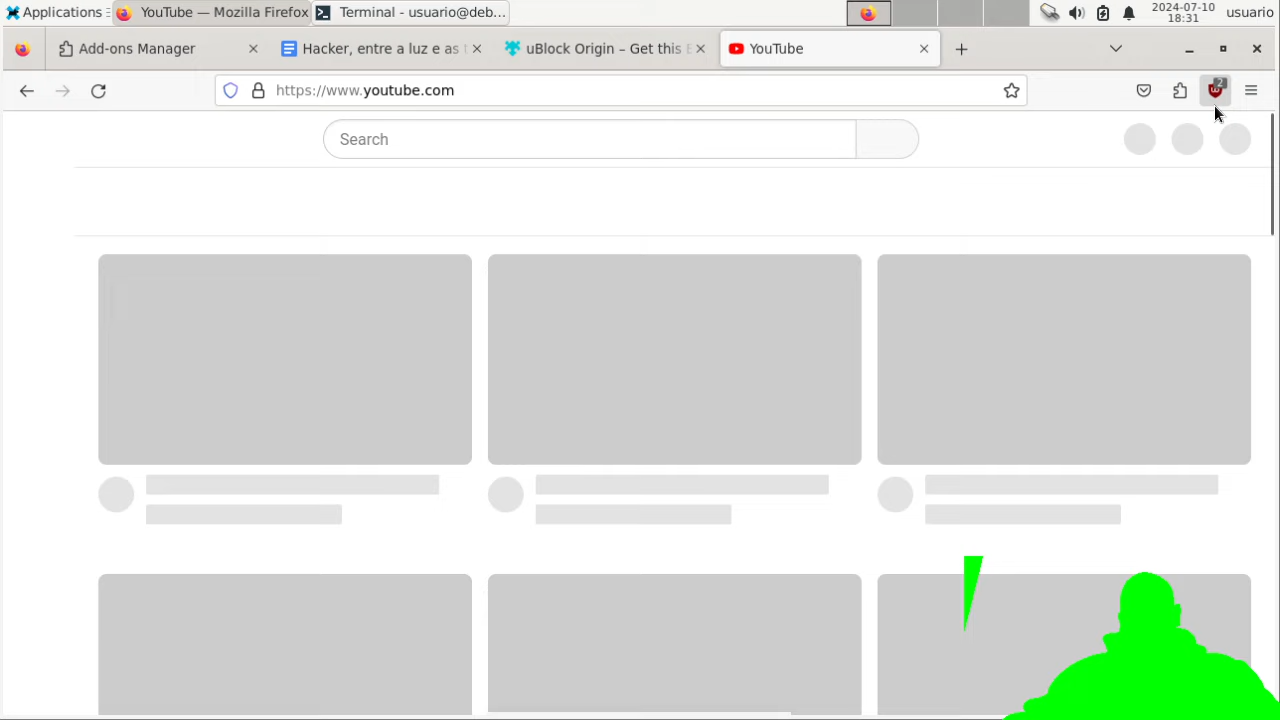 Applications
YouTube — Mozilla Firefox
Terminal - usuario@deb...
2024-07-10
18:31
usuario
Add-ons Manager
Hacker, entre a luz e as
uBlock Origin – Get this
YouTube
https://www.youtube.com
2
Search